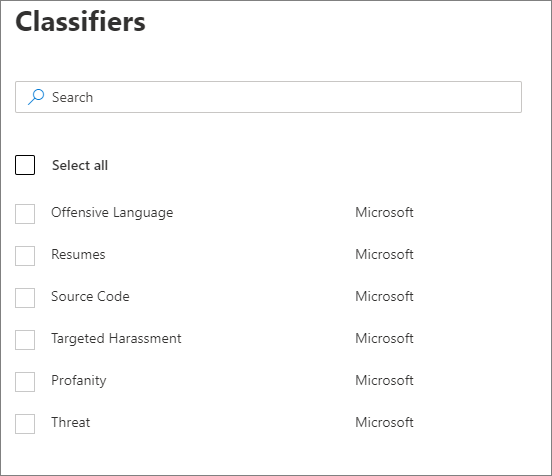 Classifiers
Search
Select all
Offensive Language Microsoft
Resumes Microsoft
Source Code Microsoft
Targeted Harassment Microsoft
Profanity Microsoft
Threat Microsoft